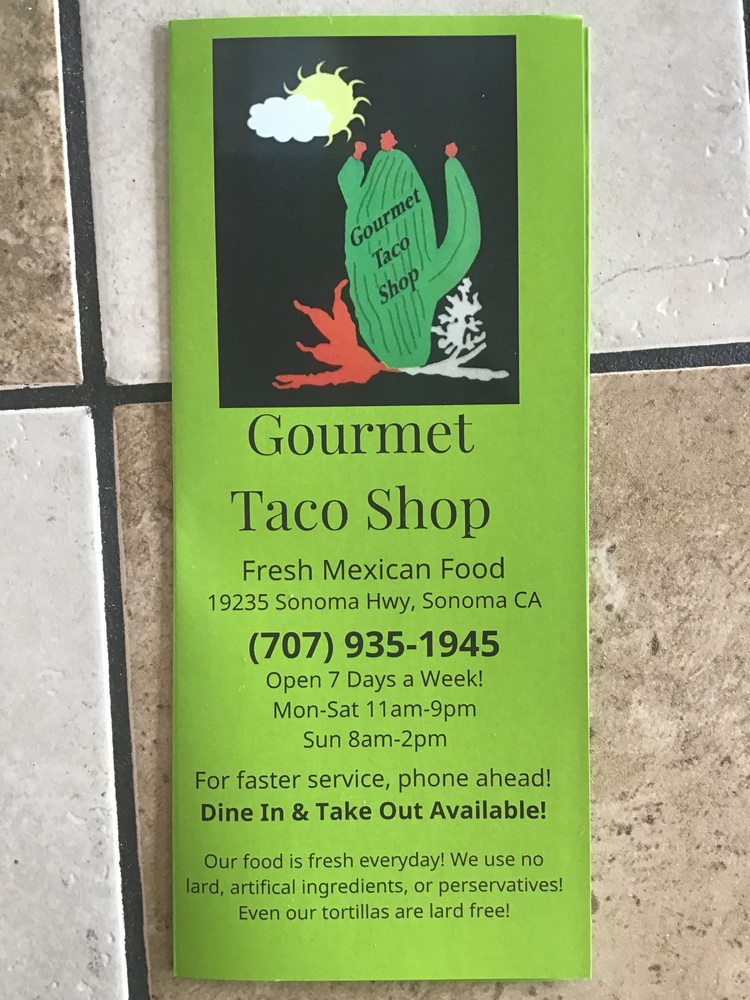 Gourmet
Taco
Shop
Gourmet
Taco Shop
Fresh Mexican Food
19235 Sonoma Hwy, Sonoma CA
(707) 935-1945
Open 7 Days a Week!
Mon-Sat 11am-9pm
Sun 8am-2pm
For faster service, phone ahead!
Dine In & Take Out Available!
Our food is fresh everyday! We use no
lard, artifical ingredients, or perservatives!
Even our tortillas are lard free!